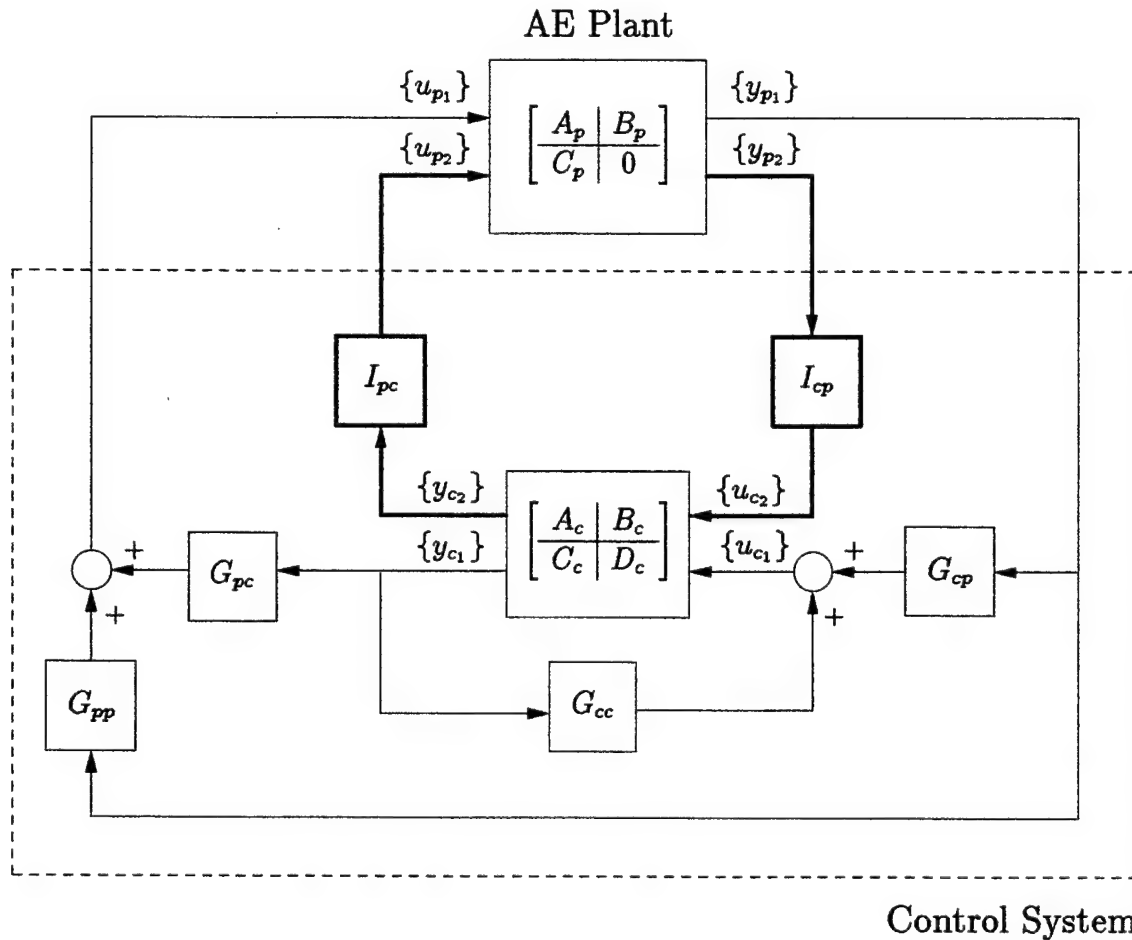 AE Plant
{u_{p_1}}
{y_{p_1}}
A_p B_p
{u_{p_2}}
{y_{p_2}}
C_p 0
I_{pc}
I_{cp}
{y_{c_2}}
{u_{c_2}}
A_c B_c
{y_{c_1}}
{u_{c_1}}
C_c D_c
+
+
G_{pc}
G_{cp}
+
+
G_{pp}
G_{cc}
Control System